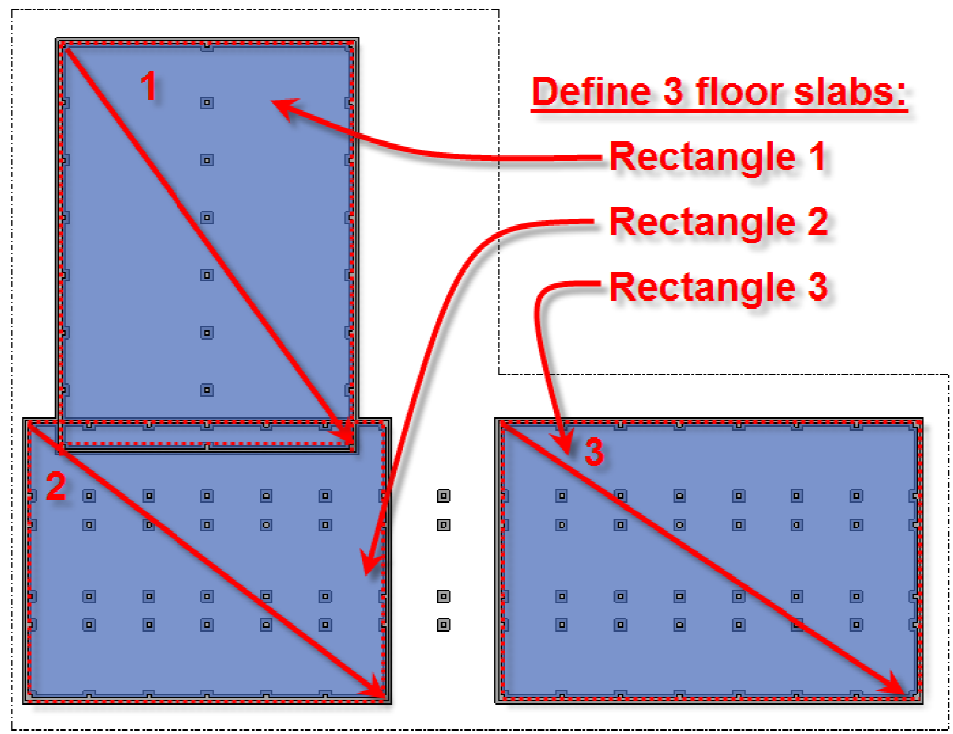 1
Define 3 floor slabs:
Rectangle 1
Rectangle 2
Rectangle 3
2
3